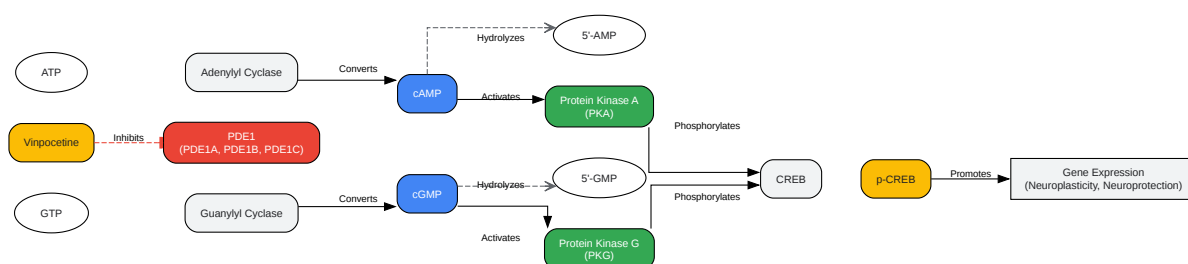 Hydrolyzes
5'-AMP
ATP
Adenylyl Cyclase
Converts
cAMP
Activates
Protein Kinase A
(PKA)
Phosphorylates
Vinpocetine
Inhibits
PDE1
(PDE1A, PDE1B, PDE1C)
cGMP
Hydrolyzes
5'-GMP
CREB
p-CREB
Promotes
Gene Expression
(Neuroplasticity, Neuroprotection)
GTP
Guanylyl Cyclase
Converts
Activates
Protein Kinase G
(PKG)
Phosphorylates